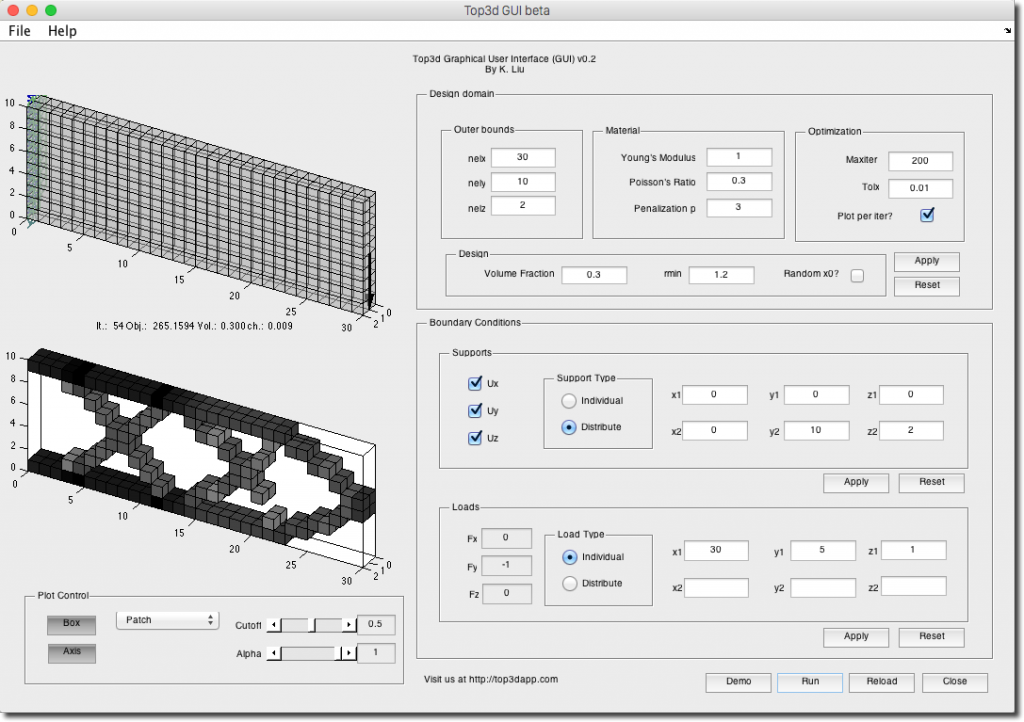 Top3d GUI beta
File Help
Top3d Graphical User Interface (GUI) v0.2
By K. Liu
10
8
6
4
2
0
0
5
10
15
20
25
30
2
1
0
It.: 54 Obj.: 265.1594 Vol.: 0.300 ch.: 0.009
10
8
6
4
2
0
0
5
10
15
20
25
30
2
1
0
Plot Control
Box
Patch
Cutoff 0.5
Axis
Alpha 1
Design domain
Outer bounds
nelx 30
nely 10
nelz 2
Material
Young's Modulus 1
Poisson's Ratio 0.3
Penalization p 3
Optimization
Maxiter 200
Tolx 0.01
Plot per iter?
Design
Volume Fraction 0.3 rmin 1.2 Random x0?
Apply
Reset
Boundary Conditions
Supports
Ux
Uy
Uz
Support Type
Individual
Distribute
x1 0 y1 0 z1 0
x2 0 y2 10 z2 2
Apply Reset
Loads
Fx 0
Fy -1
Fz 0
Load Type
Individual
Distribute
x1 30 y1 5 z1 1
x2 y2 z2
Apply Reset
Visit us at http://top3dapp.com
Demo Run Reload Close